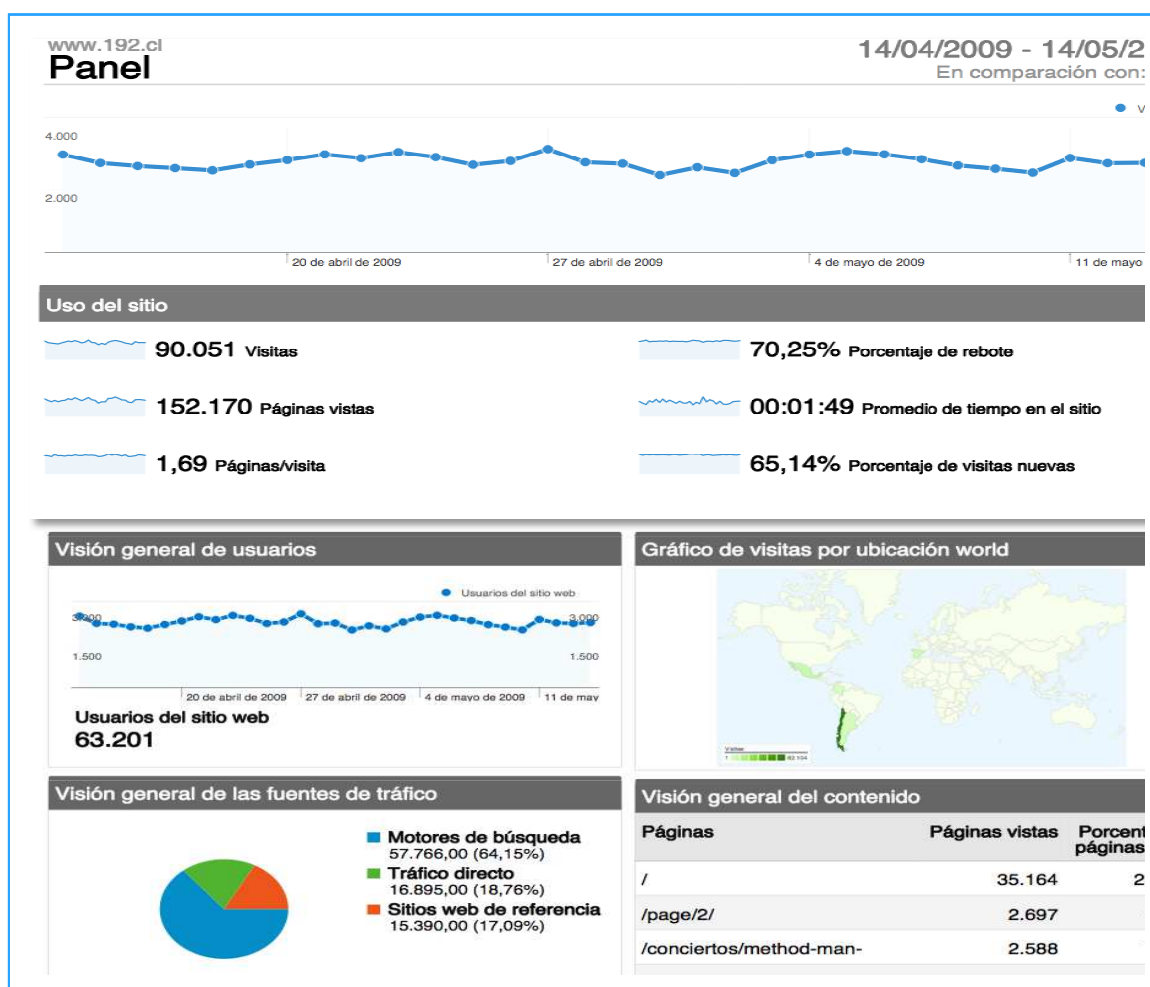 www.192.cl
Panel
14/04/2009 - 14/05/2
En comparación con:
4.000
2.000
20 de abril de 2009
27 de abril de 2009
4 de mayo de 2009
11 de mayo
Uso del sitio
90.051 Visitas
70,25% Porcentaje de rebote
152.170 Páginas vistas
00:01:49 Promedio de tiempo en el sitio
1,69 Páginas/visita
65,14% Porcentaje de visitas nuevas
Visión general de usuarios
Usuarios del sitio web
3.000
3.000
1.500
1.500
20 de abril de 2009
27 de abril de 2009
4 de mayo de 2009
11 de may
Usuarios del sitio web
63.201
Gráfico de visitas por ubicación world
Visitas
1
Visión general de las fuentes de tráfico
Motores de búsqueda
57.766,00 (64,15%)
Tráfico directo
16.895,00 (18,76%)
Sitios web de referencia
15.390,00 (17,09%)
Visión general del contenido
Páginas
Páginas vistas
Porcent
páginas
/
35.164
2
/page/2/
2.697
/conciertos/method-man-
2.588